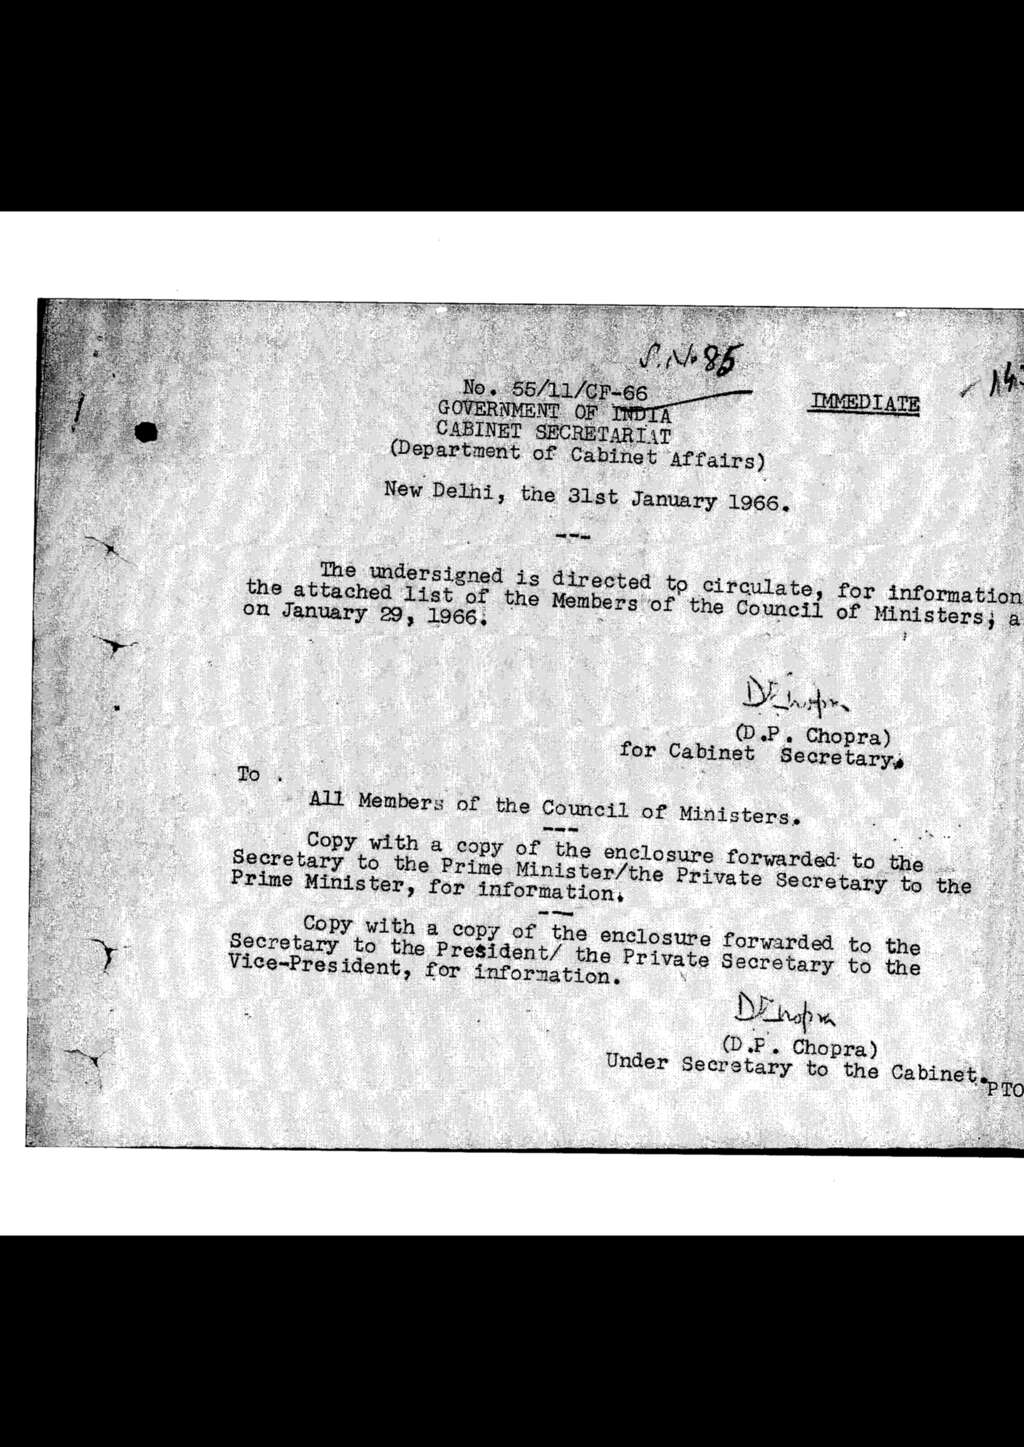 S.No 85
No. 55/11/CF-66
IMMEDIATE
GOVERNMENT OF INDIA
CABINET SECRETARIAT
(Department of Cabinet Affairs)
New Delhi, the 31st January 1966.
---
The undersigned is directed to circulate, for information
the attached list of the Members of the Council of Ministers, a
on January 29, 1966.
DPChopra
(D.P. Chopra)
for Cabinet Secretary.
To
All Members of the Council of Ministers.
---
Copy with a copy of the enclosure forwarded to the
Secretary to the Prime Minister/the Private Secretary to the
Prime Minister, for information.
---
Copy with a copy of the enclosure forwarded to the
Secretary to the President/ the Private Secretary to the
Vice-President, for information.
DPChopra
(D.P. Chopra)
Under Secretary to the Cabinet.
PTO